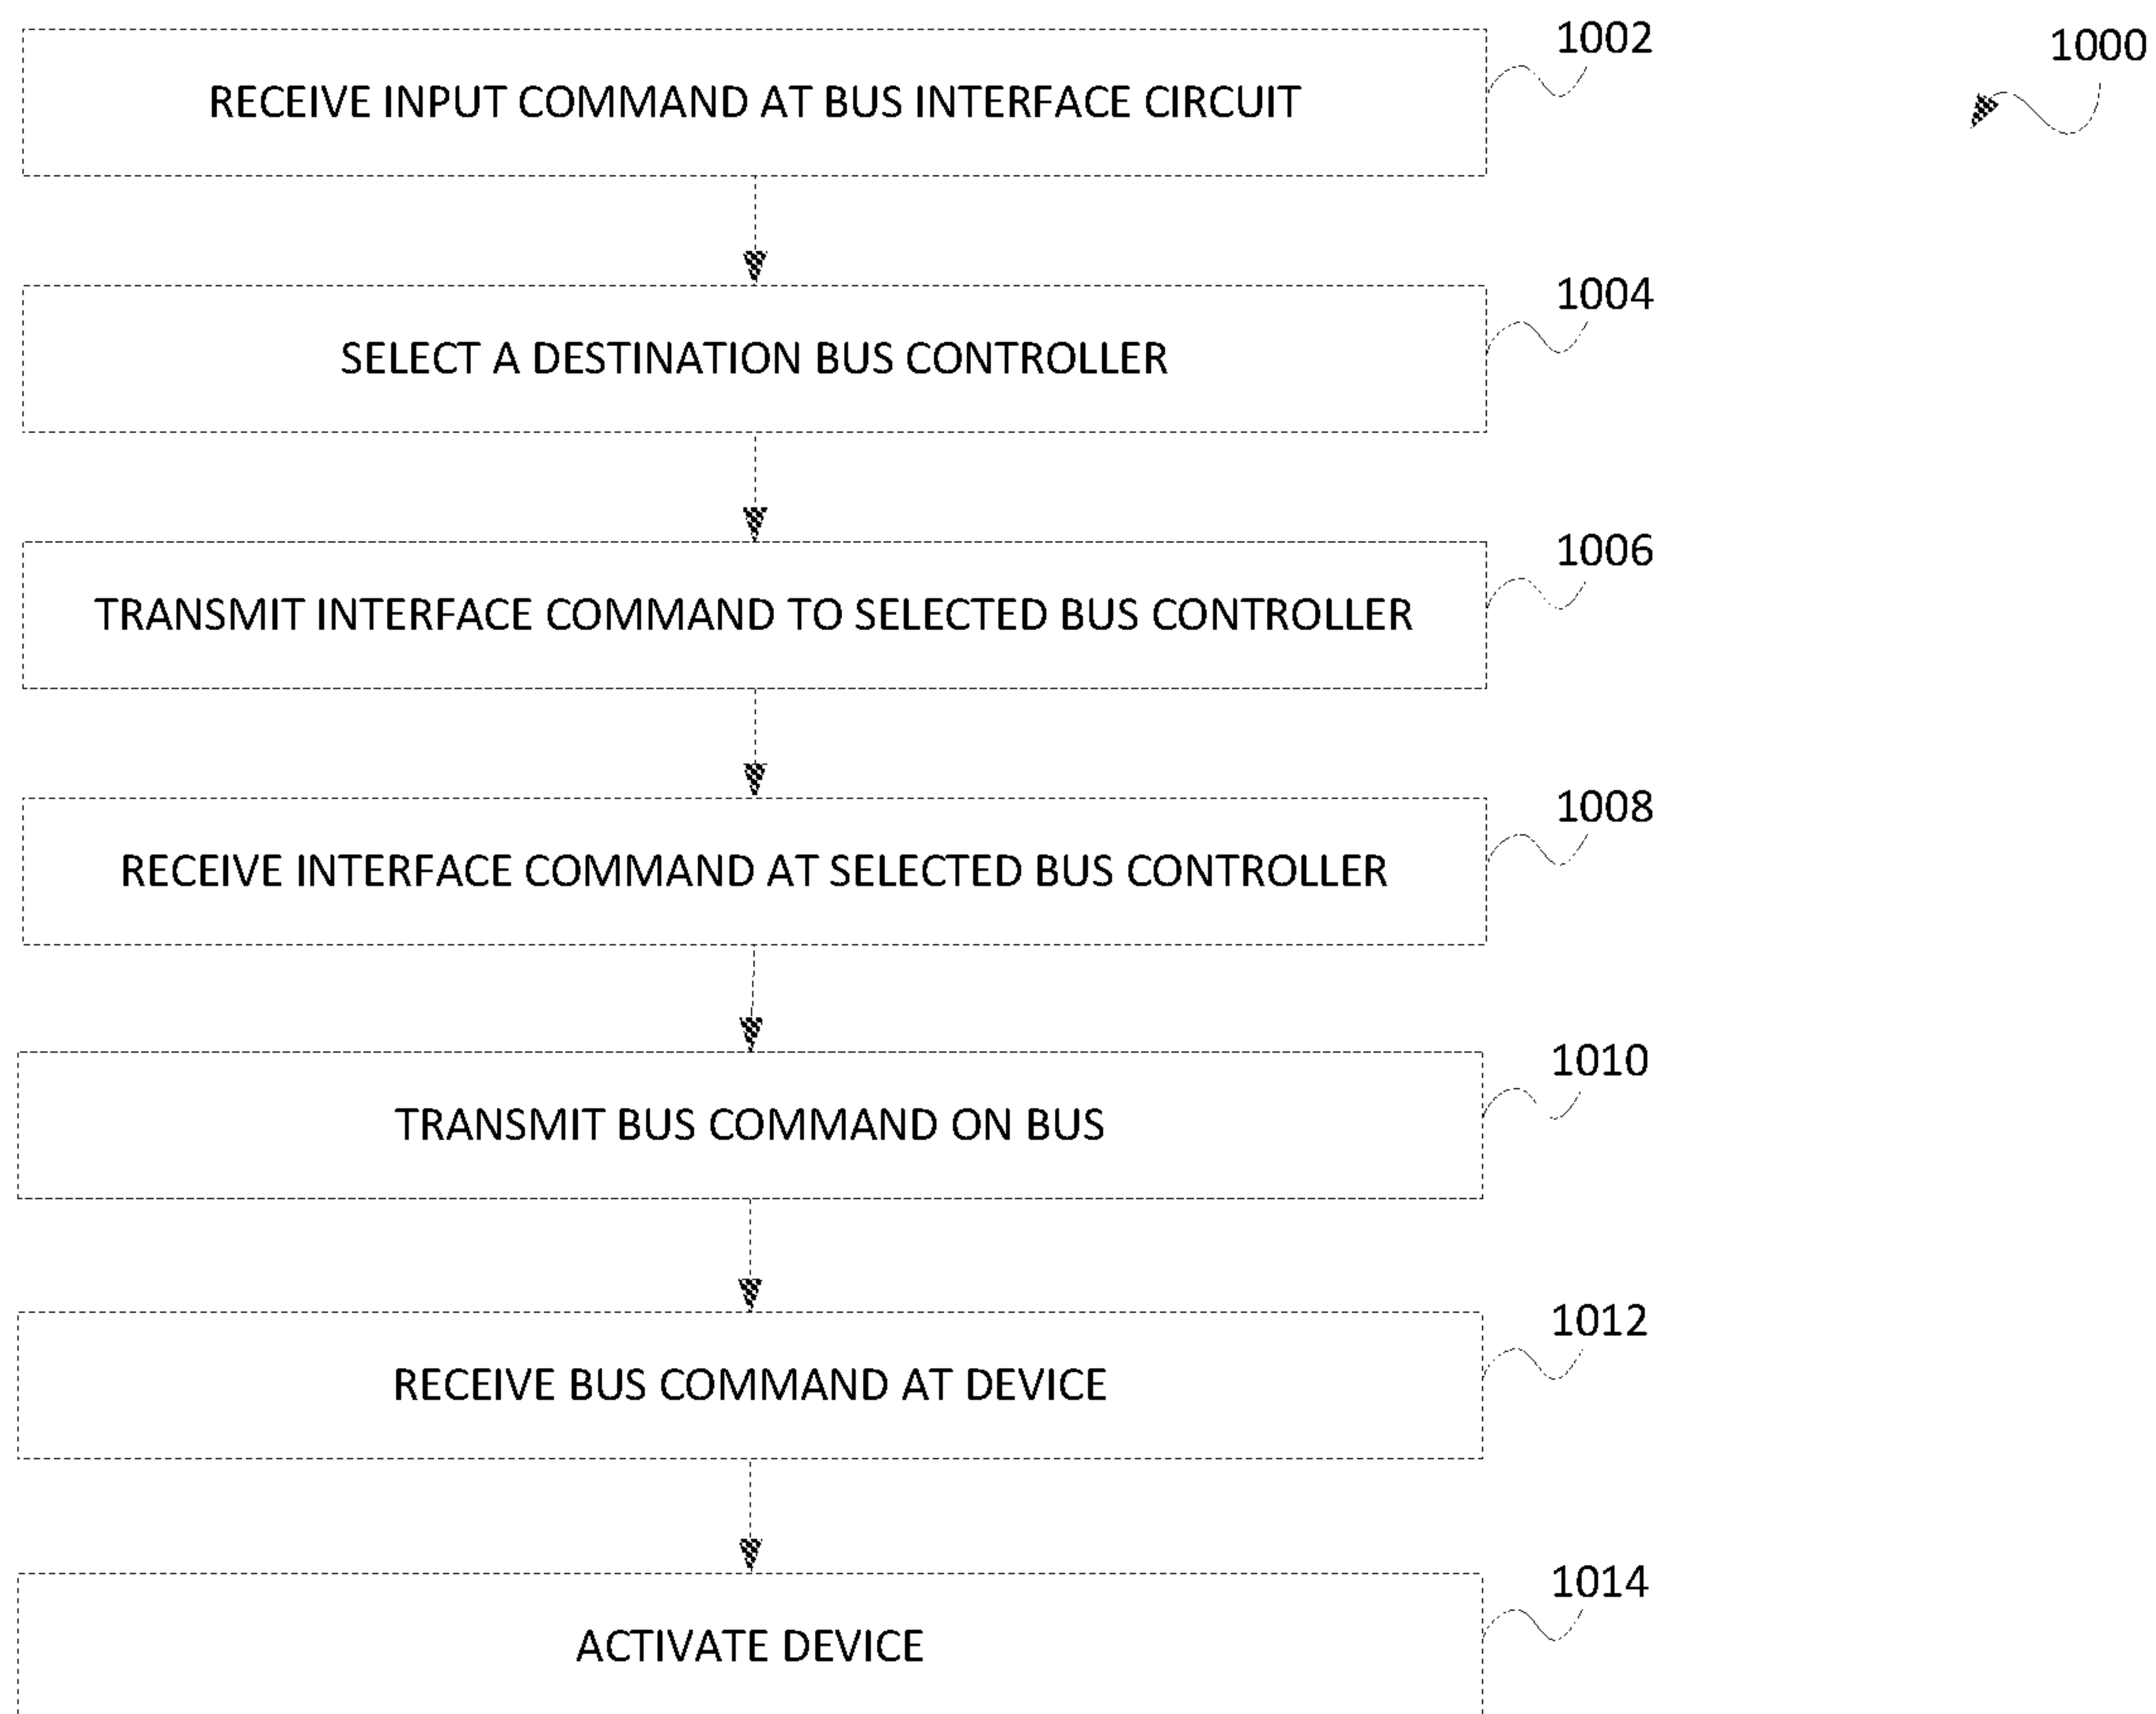 1002
1000
RECEIVE INPUT COMMAND AT BUS INTERFACE CIRCUIT
1004
SELECT A DESTINATION BUS CONTROLLER
1006
TRANSMIT INTERFACE COMMAND TO SELECTED BUS CONTROLLER
1008
RECEIVE INTERFACE COMMAND AT SELECTED BUS CONTROLLER
1010
TRANSMIT BUS COMMAND ON BUS
1012
RECEIVE BUS COMMAND AT DEVICE
1014
ACTIVATE DEVICE